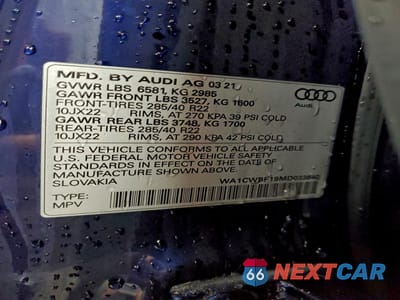 MFD. BY AUDI AG 03 21
GVWR LBS 6581, KG 2985
GAWR FRONT LBS 3527, KG 1600
FRONT-TIRES 285/40 R22
10JX22 RIMS, AT 270 KPA 39 PSI COLD
GAWR REAR LBS 3748, KG 1700
REAR-TIRES 285/40 R22
10JX22 RIMS, AT 290 KPA 42 PSI COLD
THIS VEHICLE CONFORMS TO ALL APPLICABLE
U.S. FEDERAL MOTOR VEHICLE SAFETY
STANDARDS IN EFFECT ON THE DATE OF
MANUFACTURE SHOWN ABOVE.
SLOVAKIA
TYPE:
MPV
Audi
66 NEXTCAR